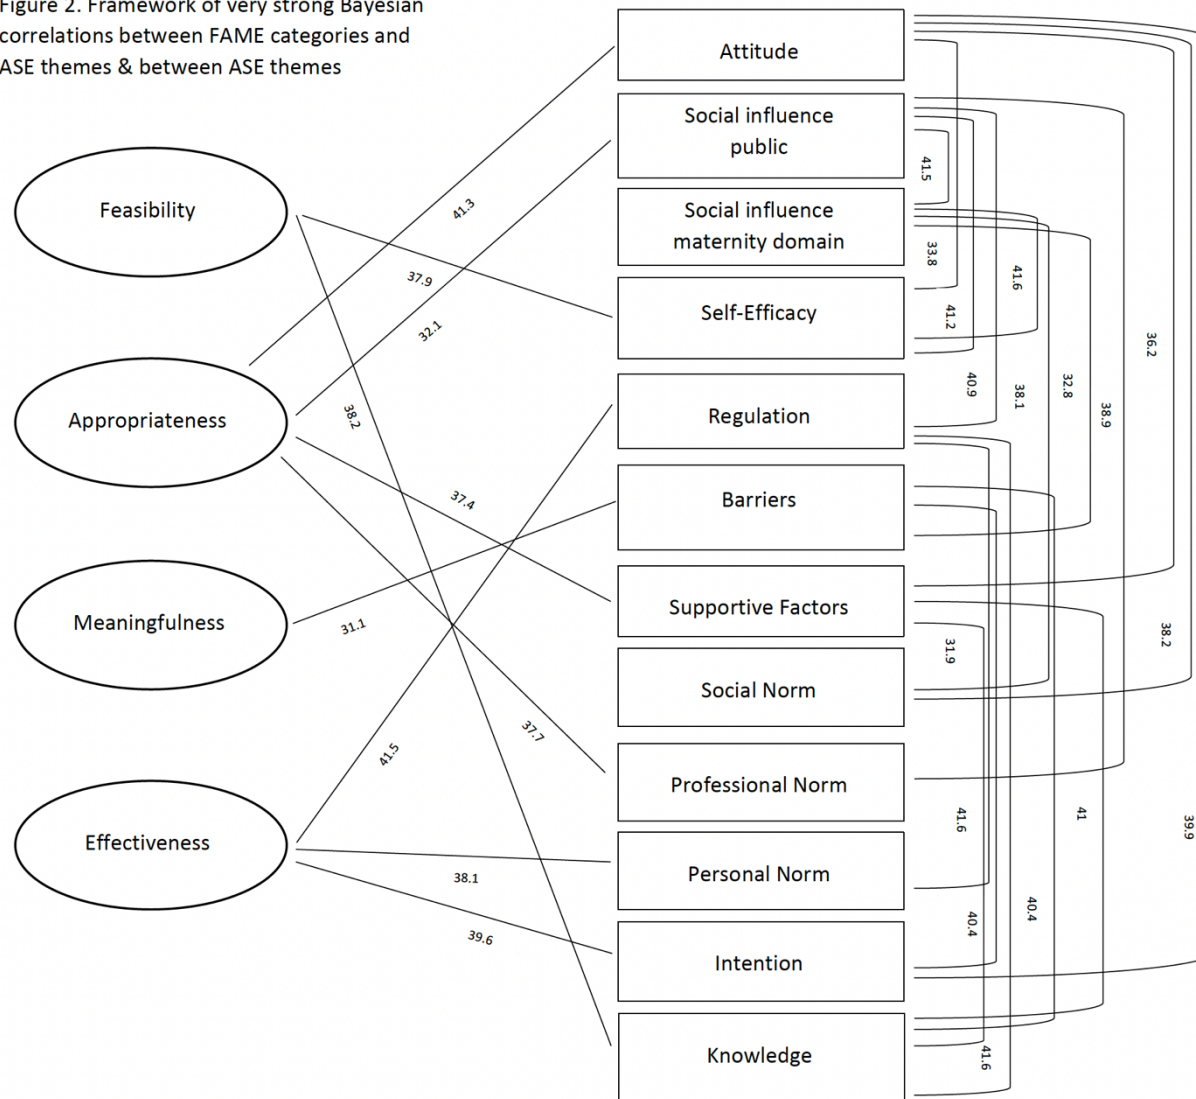 Figure 2. Framework of very strong Bayesian
correlations between FAME categories and
ASE themes & between ASE themes
Attitude
Social influence
public
Social influence
maternity domain
Self-Efficacy
Regulation
Barriers
Supportive Factors
Social Norm
Professional Norm
Personal Norm
Intention
Knowledge
Feasibility
Appropriateness
Meaningfulness
Effectiveness
41.3
37.9
32.1
38.2
37.4
31.1
37.7
41.5
38.1
39.6
41.5
33.8
41.6
41.2
36.2
40.9
38.1
32.8
38.9
38.2
31.9
41.6
41
39.9
40.4
40.4
41.6